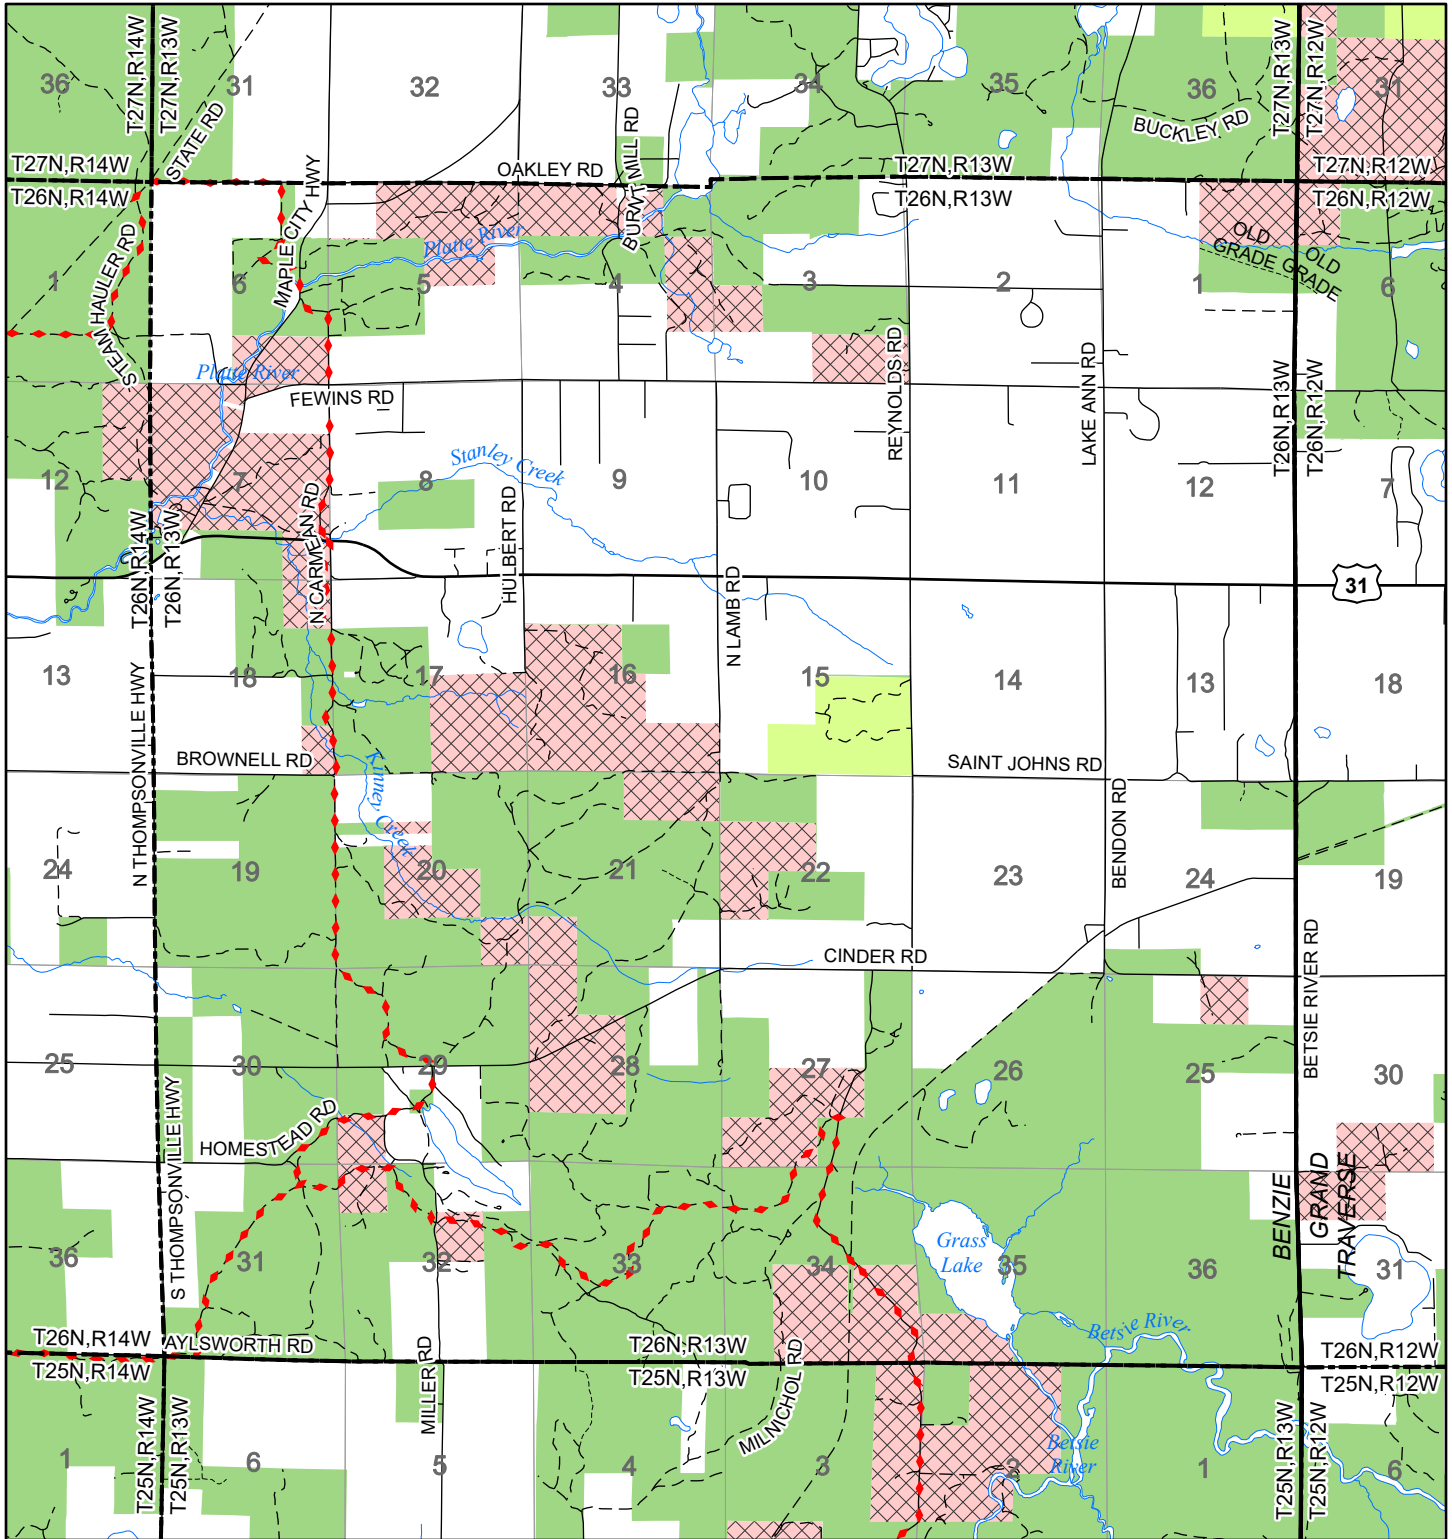 T27N,R14W
T27N,R13W
T27N,R13W
T27N,R12W
36
31
32
33
34
35
36
31
STATE RD
BURNT MILL RD
BUCKLEY RD
T27N,R14W
OAKLEY RD
T27N,R13W
T27N,R12W
T26N,R14W
T26N,R13W
T26N,R12W
MAPLE CITY HWY
STEAM HAULER RD
Platte River
OLD
GRADE
OLD
GRADE
1
6
5
4
3
2
1
6
Platte River
FEWINS RD
REYNOLDS RD
LAKE ANN RD
T26N,R13W
T26N,R12W
Stanley Creek
12
7
8
9
10
11
12
7
N CARMEAN RD
HULBERT RD
T26N,R14W
T26N,R13W
N LAMB RD
31
13
18
17
16
15
14
13
18
N THOMPSONVILLE HWY
BROWNELL RD
SAINT JOHNS RD
Kinney Creek
BENDON RD
24
19
20
21
22
23
24
19
CINDER RD
BETSIE RIVER RD
25
30
29
28
27
26
25
30
S THOMPSONVILLE HWY
HOMESTEAD RD
BENZIE
GRAND
TRAVERSE
Grass
Lake
36
31
32
33
34
35
36
31
Betsie River
T26N,R14W
AYLSWORTH RD
T26N,R13W
T26N,R12W
T25N,R14W
T25N,R13W
T25N,R12W
MILLER RD
MILNICHOL RD
T25N,R14W
T25N,R13W
Betsie
River
T25N,R13W
T25N,R12W
1
6
5
4
3
2
1
6